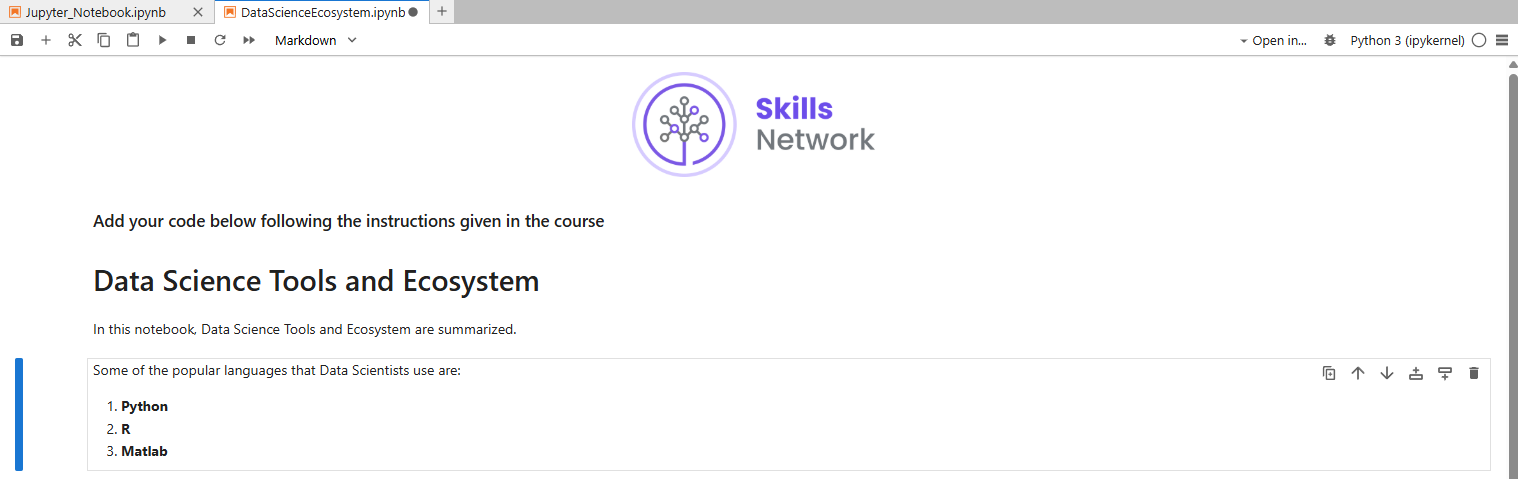 Jupyter_Notebook.ipynb
DataScienceEcosystem.ipynb
Markdown
Open in...
Python 3 (ipykernel)
Skills
Network
Add your code below following the instructions given in the course
Data Science Tools and Ecosystem
In this notebook, Data Science Tools and Ecosystem are summarized.
Some of the popular languages that Data Scientists use are:
1. Python
2. R
3. Matlab